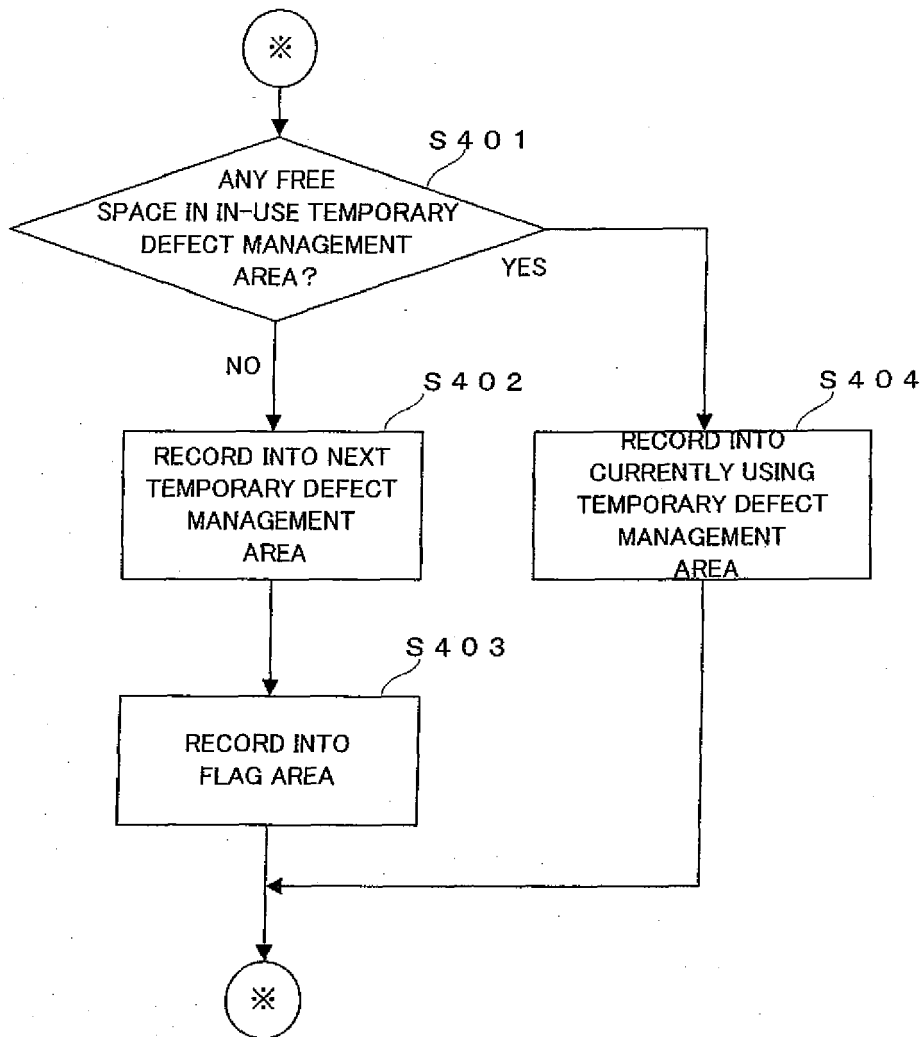 ※
S401
ANY FREE
SPACE IN IN-USE TEMPORARY
DEFECT MANAGEMENT
AREA?
YES
NO
S402
RECORD INTO NEXT
TEMPORARY DEFECT
MANAGEMENT
AREA
S404
RECORD INTO
CURRENTLY USING
TEMPORARY DEFECT
MANAGEMENT
AREA
S403
RECORD INTO
FLAG AREA
※